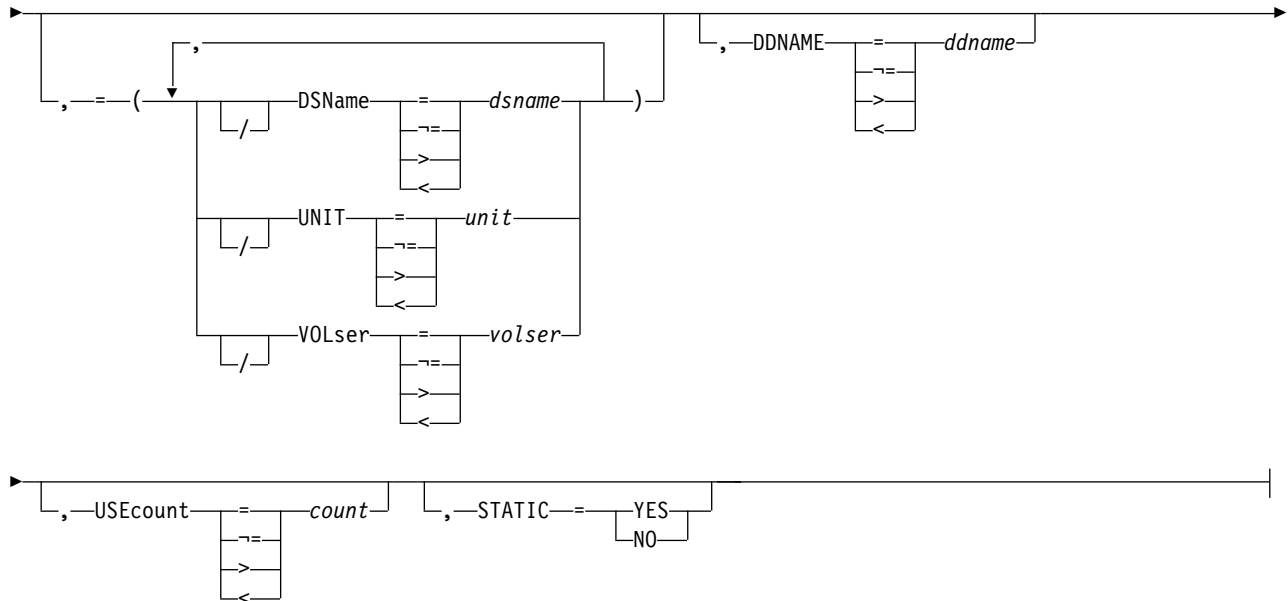 ,
, DDNAME = ddname
¬=
>
<
, = ( DSName = dsname )
/ ¬=
>
<
UNIT = unit
/ ¬=
>
<
VOLser = volser
/ ¬=
>
<
, USEcount = count
¬=
>
<
, STATIC = YES
NO